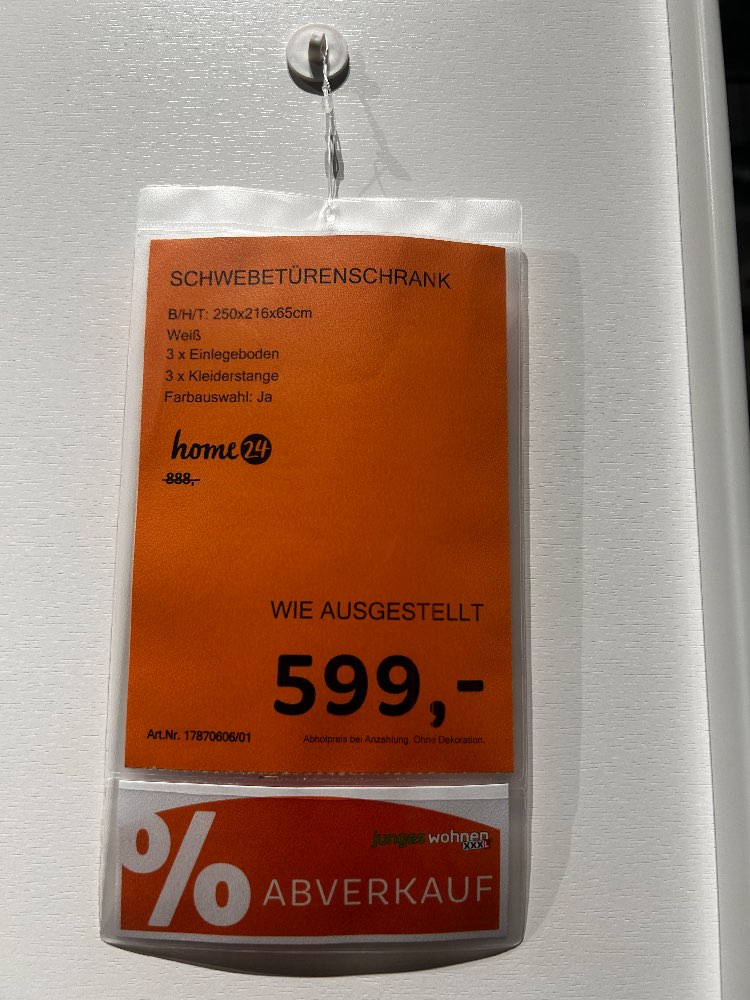 SCHWEBETÜRENSCHRANK
B/H/T: 250x216x65cm
Weiß
3 x Einlegeboden
3 x Kleiderstange
Farbauswahl: Ja
home24
888,-
WIE AUSGESTELLT
599,-
Art.Nr. 17870606/01
Abholpreis bei Anzahlung. Ohne Dekoration.
junges wohnen
XXXL
% ABVERKAUF